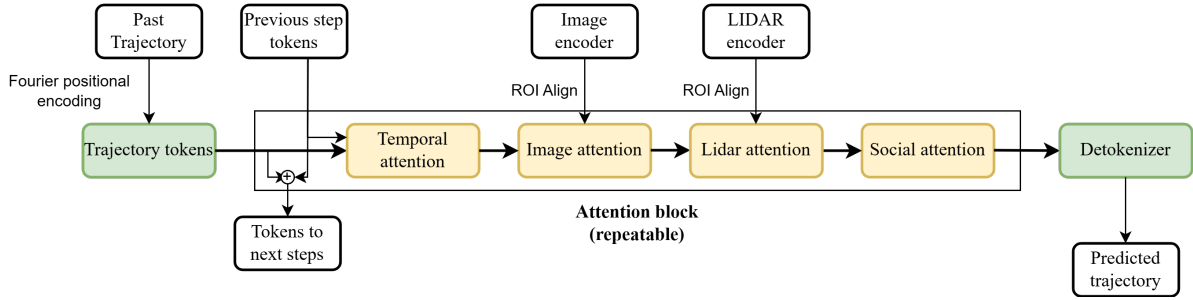 Past
Trajectory
Previous step
tokens
Image
encoder
LIDAR
encoder
Fourier positional
encoding
ROI Align
ROI Align
Trajectory tokens
Temporal
attention
Image attention
Lidar attention
Social attention
Detokenizer
+
Tokens to
next steps
Attention block
(repeatable)
Predicted
trajectory